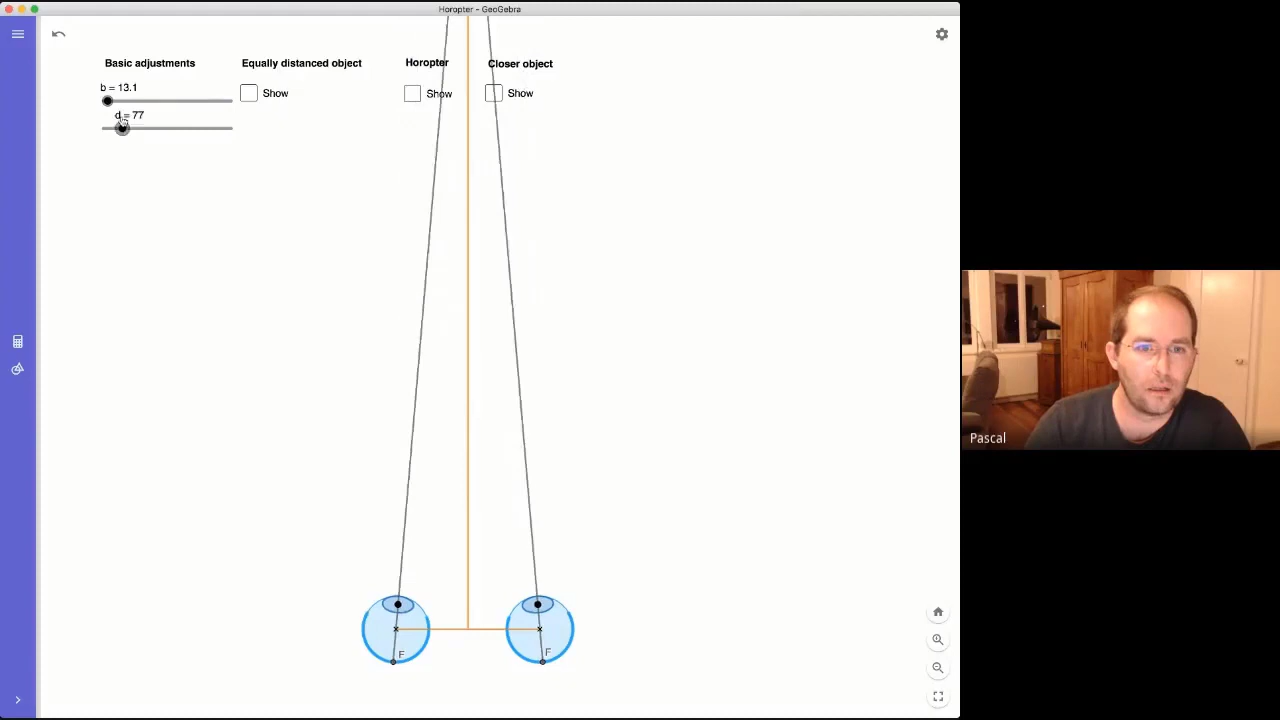 Horopter – GeoGebra
Basic adjustments
Equally distanced object
Horopter
Closer object
b = 13.1
Show
Show
Show
d = 77
F
F
Pascal